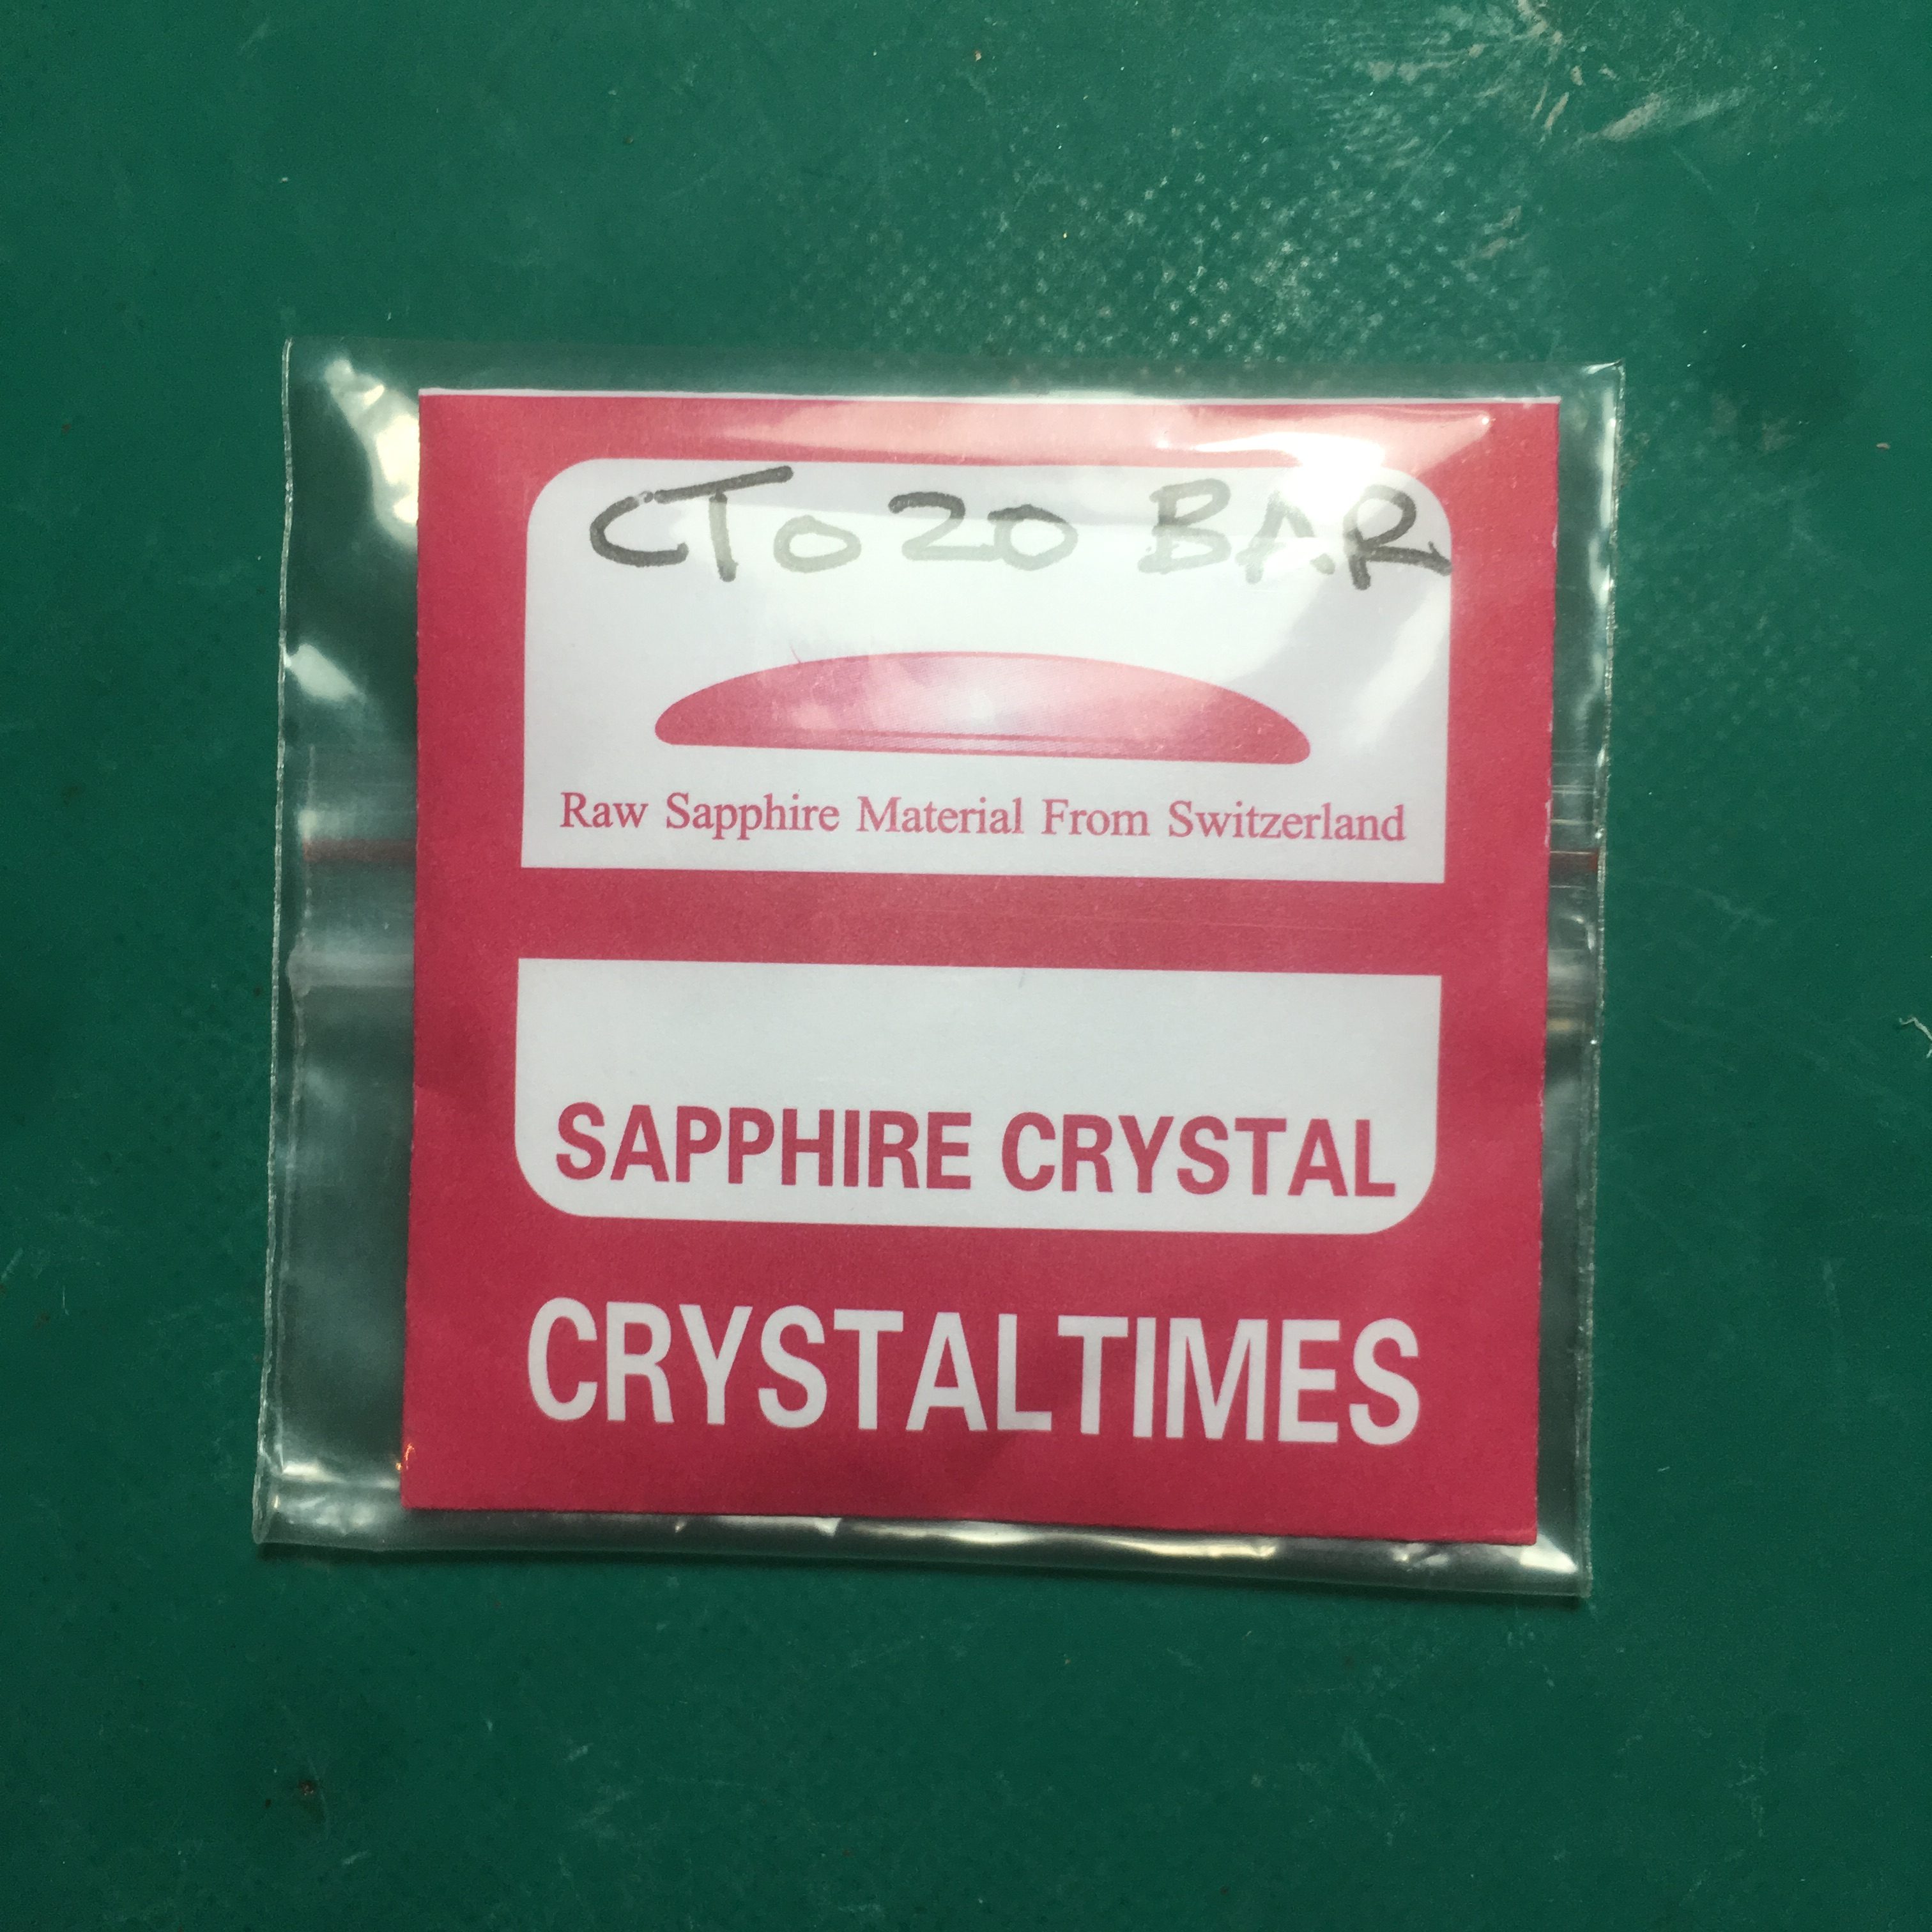 CT020 BAR
Raw Sapphire Material From Switzerland
SAPPHIRE CRYSTAL
CRYSTALTIMES